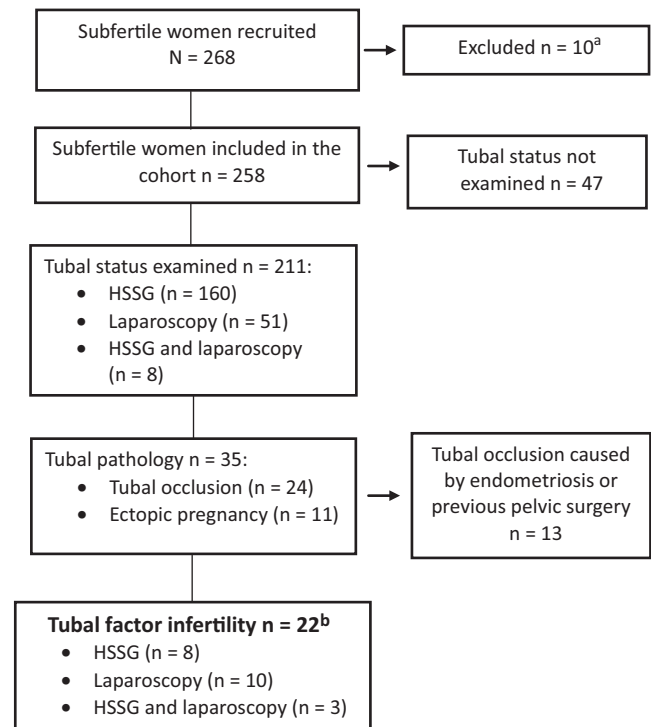 Subfertile women recruited
N = 268
Excluded n = 10ᵃ
Subfertile women included in the
cohort n = 258
Tubal status not
examined n = 47
Tubal status examined n = 211:
• HSSG (n = 160)
• Laparoscopy (n = 51)
• HSSG and laparoscopy
(n = 8)
Tubal pathology n = 35:
• Tubal occlusion (n = 24)
• Ectopic pregnancy (n = 11)
Tubal occlusion caused
by endometriosis or
previous pelvic surgery
n = 13
Tubal factor infertility n = 22ᵇ
• HSSG (n = 8)
• Laparoscopy (n = 10)
• HSSG and laparoscopy (n = 3)